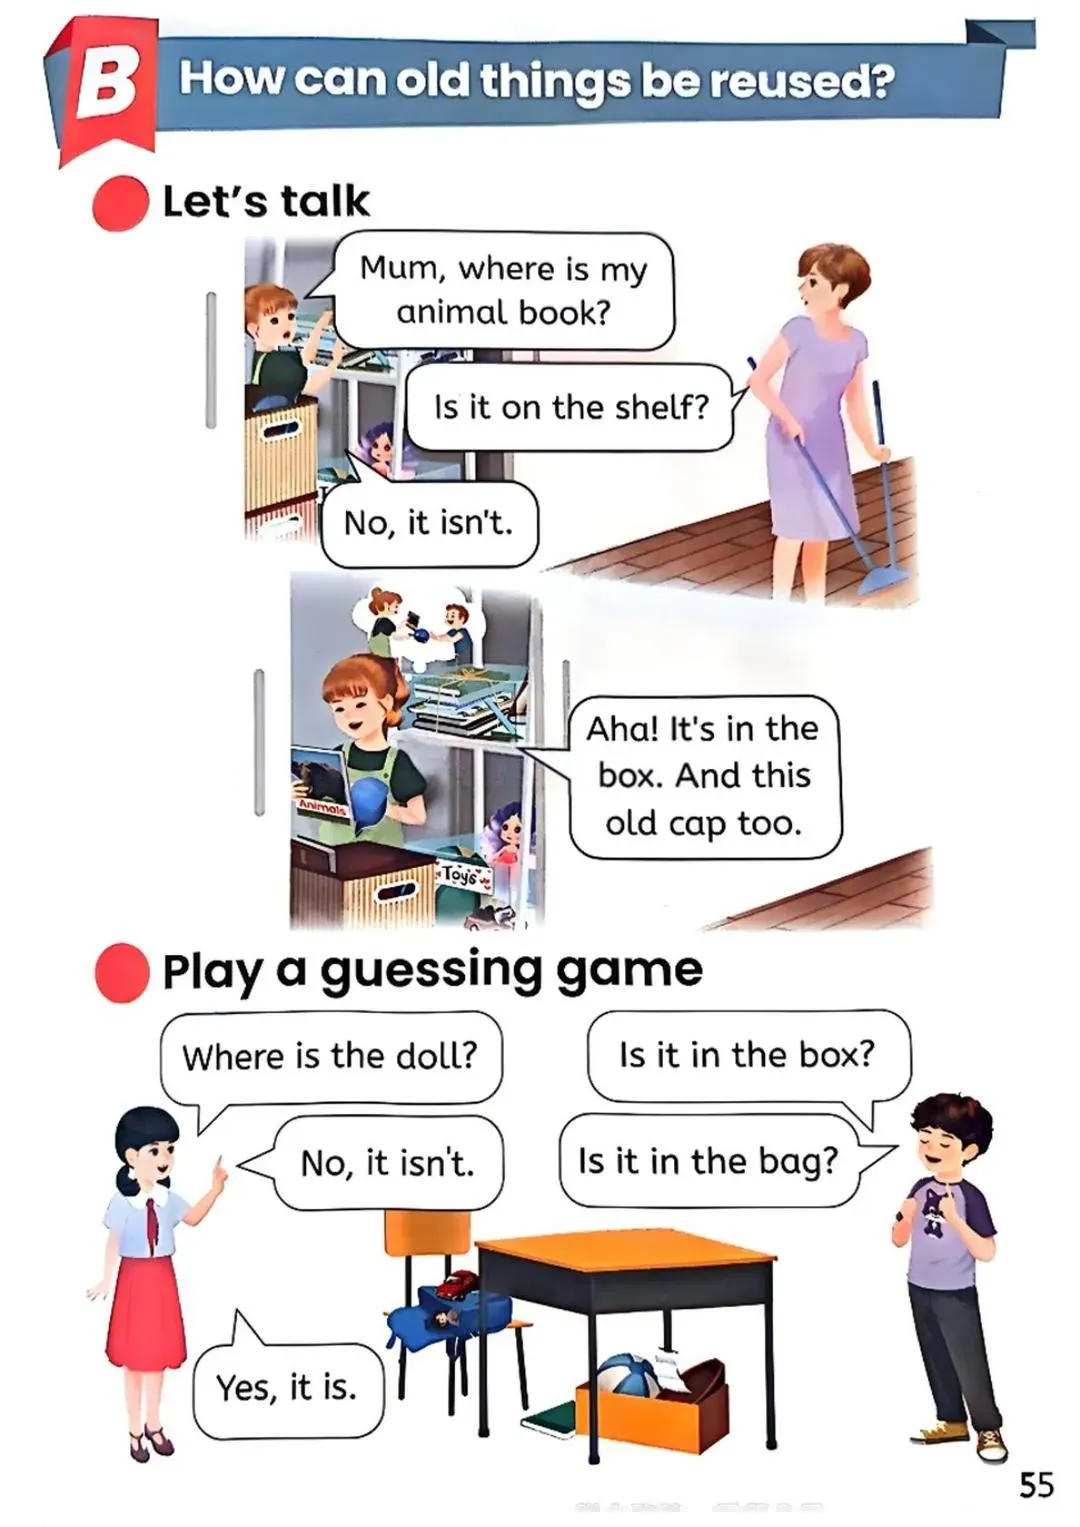 B
How can old things be reused?
Let's talk
Mum, where is my
animal book?
Is it on the shelf?
No, it isn't.
Aha! It's in the
box. And this
old cap too.
Animals
Toys
Play a guessing game
Where is the doll?
Is it in the box?
No, it isn't.
Is it in the bag?
Yes, it is.
55